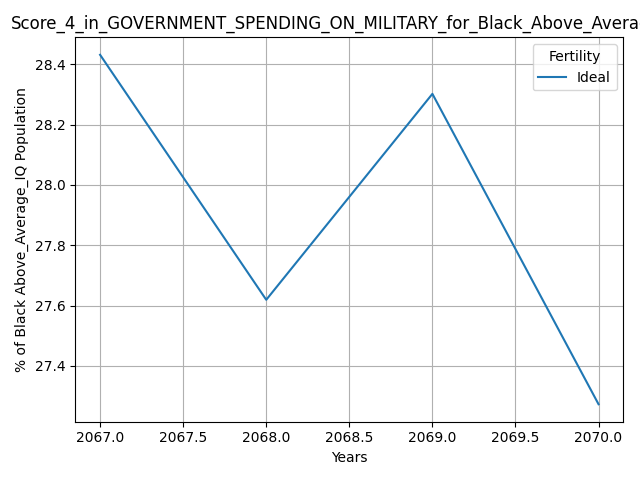 Score_4_in_GOVERNMENT_SPENDING_ON_MILITARY_for_Black_Above_Avera
Fertility
Ideal
28.4
28.2
28.0
27.8
27.6
27.4
% of Black Above_Average_IQ Population
2067.0 2067.5 2068.0 2068.5 2069.0 2069.5 2070.0
Years